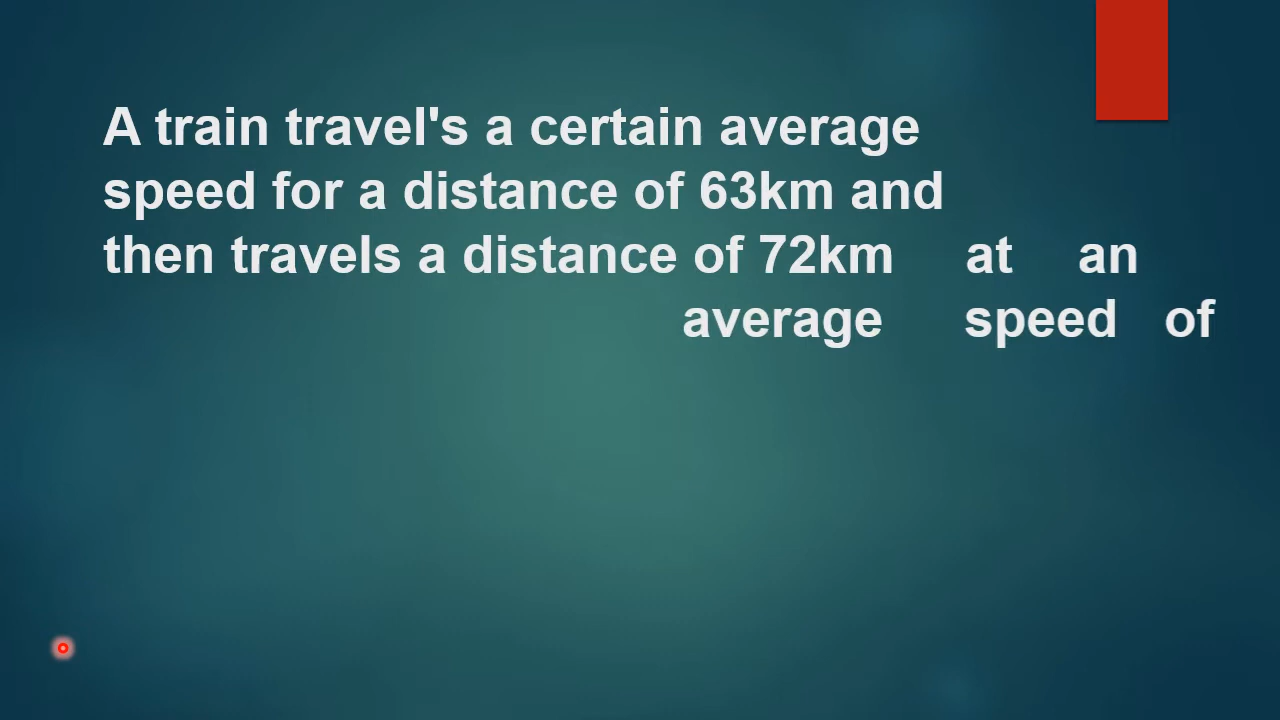 A train travel's a certain average
speed for a distance of 63km and
then travels a distance of 72km at an
average speed of